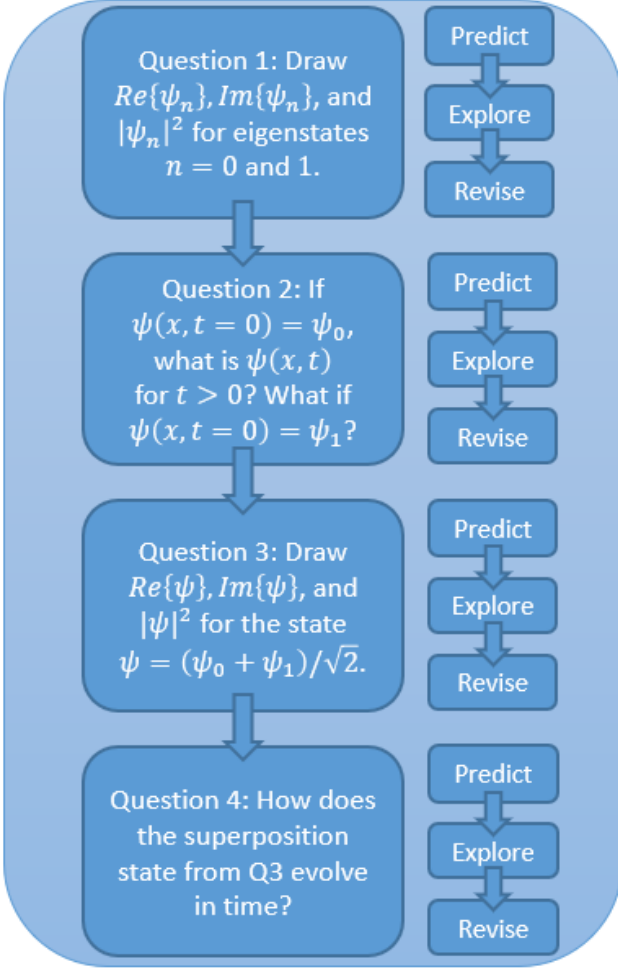 Question 1: Draw
Re{ψₙ}, Im{ψₙ}, and
|ψₙ|² for eigenstates
n = 0 and 1.
Predict
Explore
Revise
Question 2: If
ψ(x, t = 0) = ψ₀,
what is ψ(x, t)
for t > 0? What if
ψ(x, t = 0) = ψ₁?
Predict
Explore
Revise
Question 3: Draw
Re{ψ}, Im{ψ}, and
|ψ|² for the state
ψ = (ψ₀ + ψ₁)/√2.
Predict
Explore
Revise
Question 4: How does
the superposition
state from Q3 evolve
in time?
Predict
Explore
Revise